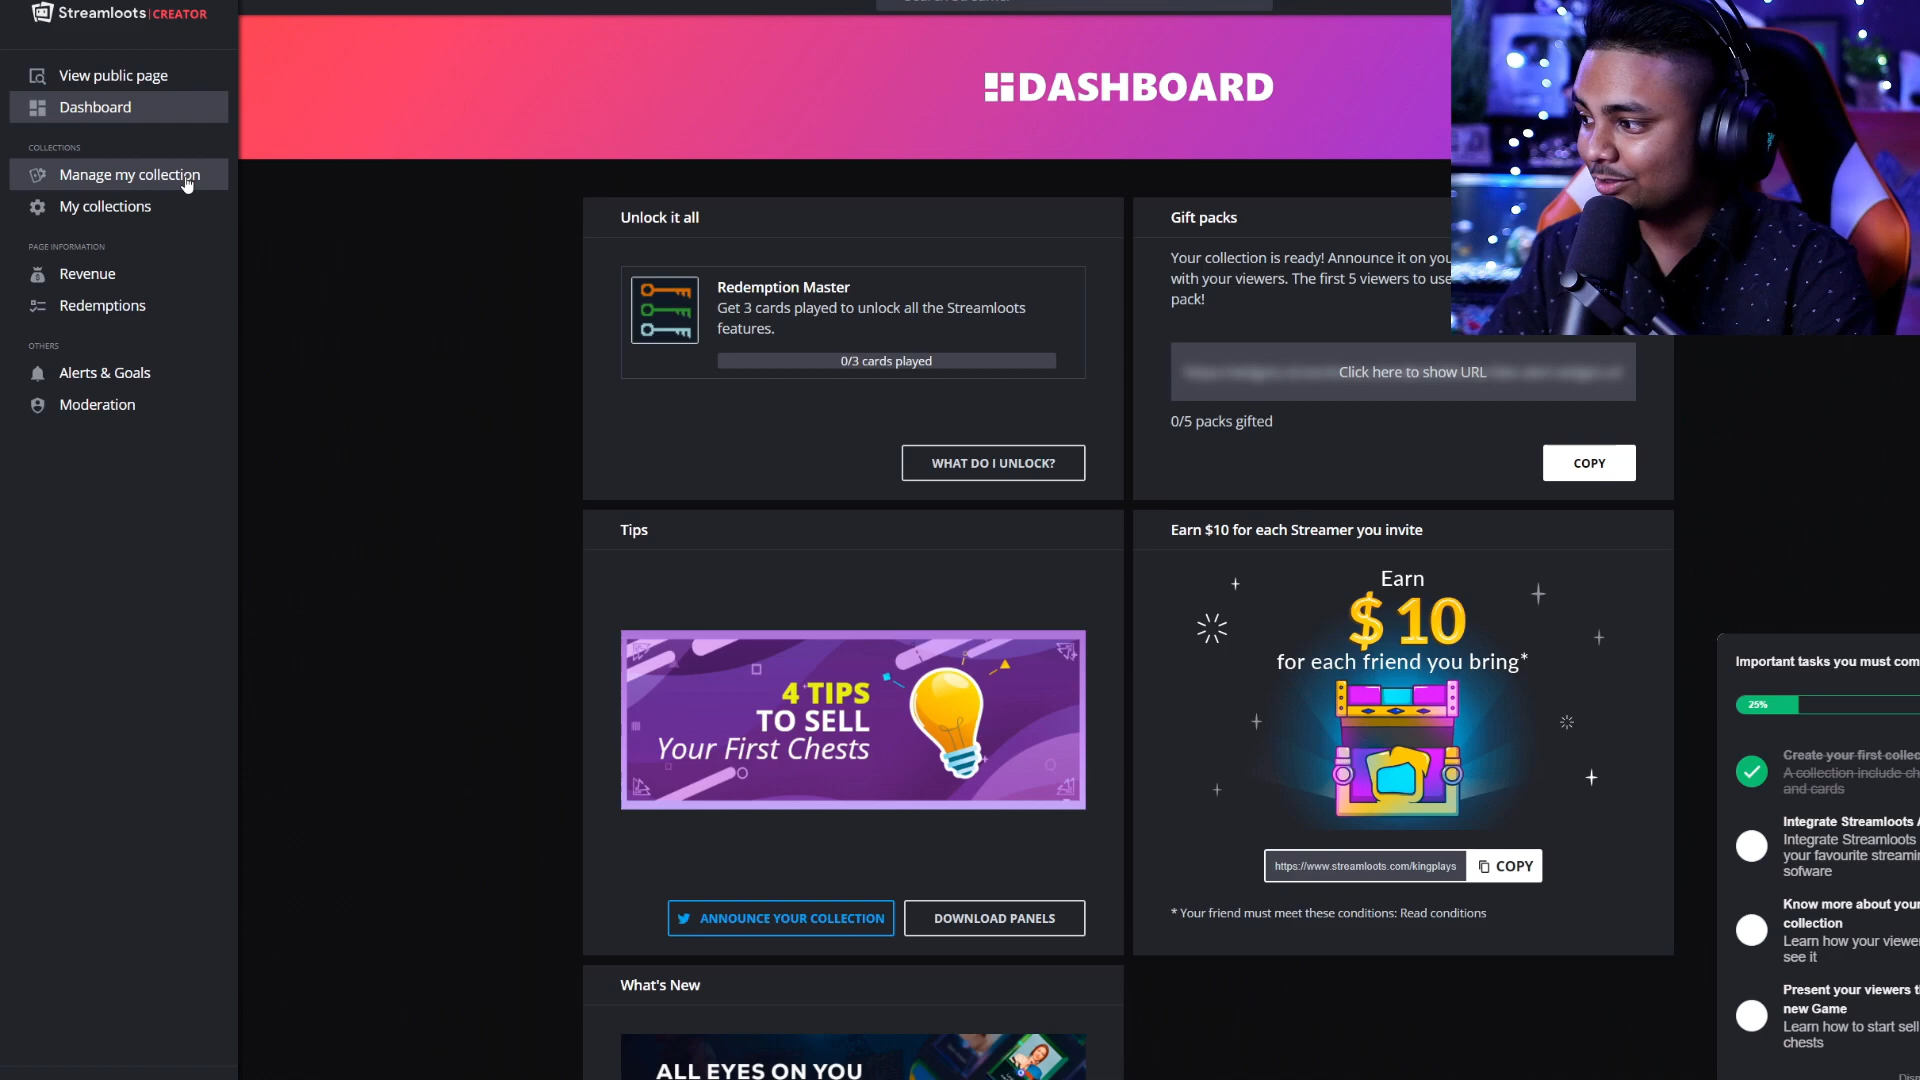 Streamloots | CREATOR
View public page
Dashboard
COLLECTIONS
Manage my collection
My collections
PAGE INFORMATION
Revenue
Redemptions
OTHERS
Alerts & Goals
Moderation
DASHBOARD
Unlock it all
Redemption Master
Get 3 cards played to unlock all the Streamloots
features.
0/3 cards played
WHAT DO I UNLOCK?
Gift packs
Your collection is ready! Announce it on you
with your viewers. The first 5 viewers to use
pack!
Click here to show URL
0/5 packs gifted
COPY
Tips
4 TIPS
TO SELL
Your First Chests
ANNOUNCE YOUR COLLECTION
DOWNLOAD PANELS
Earn $10 for each Streamer you invite
Earn
$10
for each friend you bring*
https://www.streamloots.com/kingplays
COPY
* Your friend must meet these conditions: Read conditions
What's New
ALL EYES ON YOU
Important tasks you must com
25%
Create your first collec
A collection include ch
and cards
Integrate Streamloots A
Integrate Streamloots
your favourite streamin
sofware
Know more about your
collection
Learn how your viewe
see it
Present your viewers t
new Game
Learn how to start sell
chests